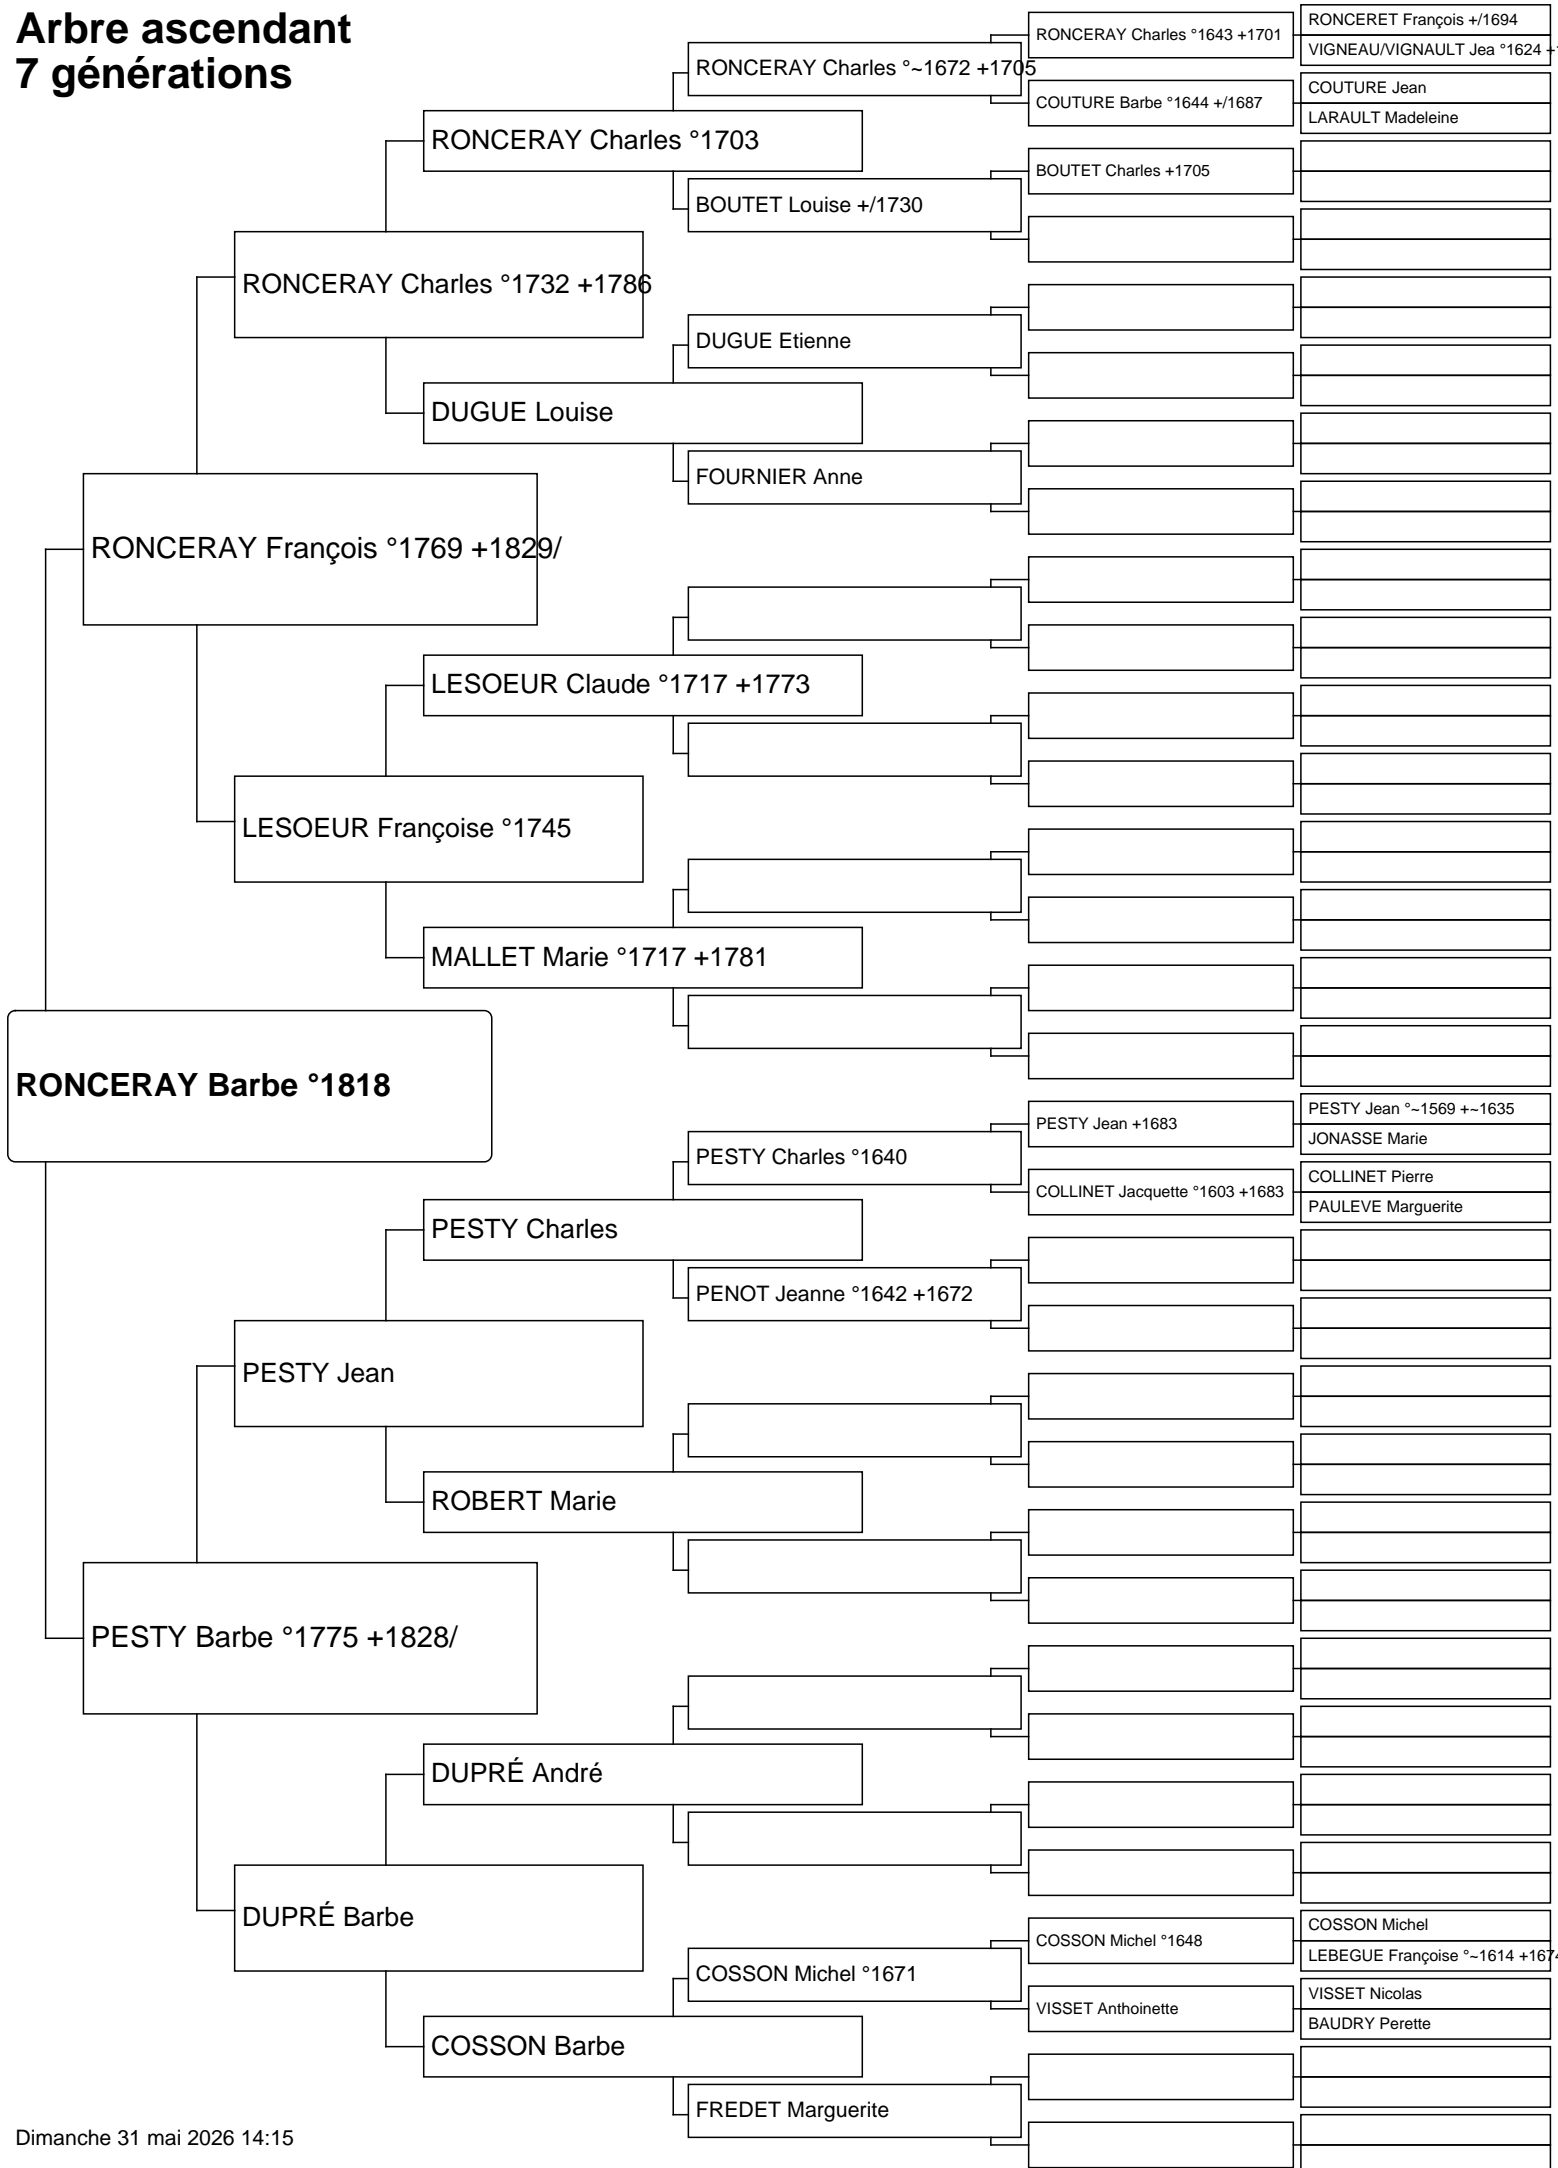 Arbre ascendant
7 générations
RONCERAY Barbe °1818
RONCERAY François °1769 +1829/
RONCERAY Charles °1732 +1786
RONCERAY Charles °1703
RONCERAY Charles °~1672 +1705
RONCERAY Charles °1643 +1701
RONCERET François +/1694
VIGNEAU/VIGNAULT Jea °1624 +
COUTURE Barbe °1644 +/1687
COUTURE Jean
LARAULT Madeleine
BOUTET Louise +/1730
BOUTET Charles +1705
DUGUE Louise
DUGUE Etienne
FOURNIER Anne
LESOEUR Françoise °1745
LESOEUR Claude °1717 +1773
MALLET Marie °1717 +1781
PESTY Barbe °1775 +1828/
PESTY Jean
PESTY Charles
PESTY Charles °1640
PESTY Jean +1683
PESTY Jean °~1569 +~1635
JONASSE Marie
COLLINET Jacquette °1603 +1683
COLLINET Pierre
PAULEVE Marguerite
PENOT Jeanne °1642 +1672
ROBERT Marie
DUPRÉ Barbe
DUPRÉ André
COSSON Barbe
COSSON Michel °1671
COSSON Michel °1648
COSSON Michel
LEBEGUE Françoise °~1614 +1674
VISSET Anthoinette
VISSET Nicolas
BAUDRY Perette
FREDET Marguerite
Dimanche 31 mai 2026 14:15